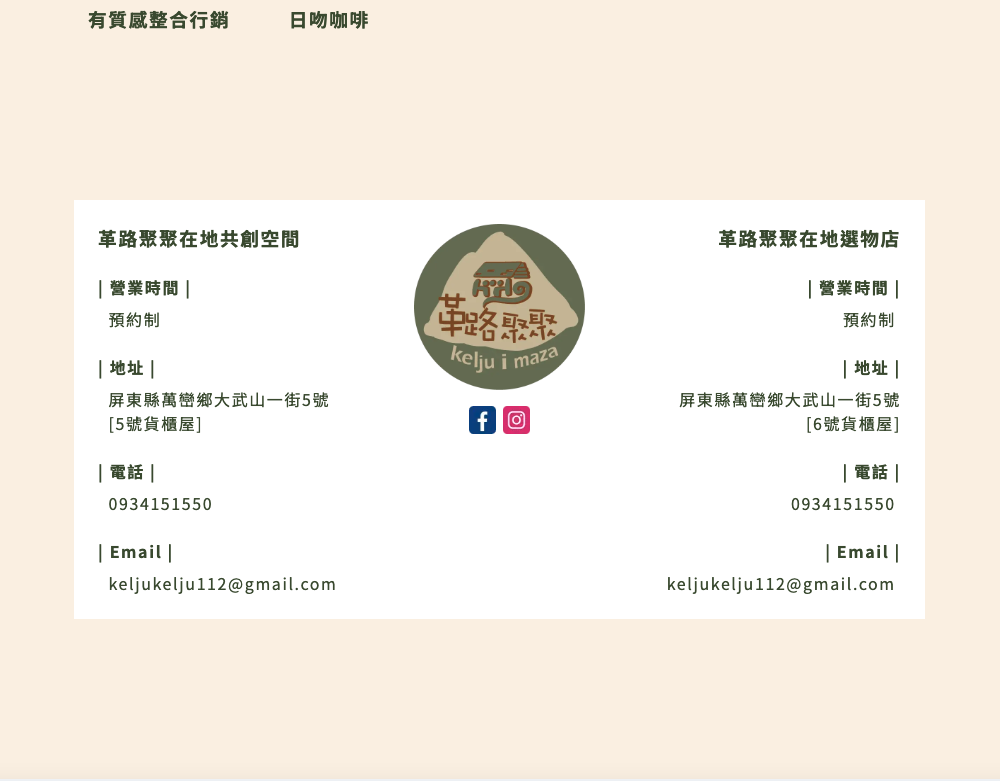 有質感整合行銷
日吻咖啡
革路聚聚在地共創空間
| 營業時間 |
預約制
| 地址 |
屏東縣萬巒鄉大武山一街5號
[5號貨櫃屋]
| 電話 |
0934151550
| Email |
keljukelju112@gmail.com
革路聚聚
kelju i maza
革路聚聚在地選物店
| 營業時間 |
預約制
| 地址 |
屏東縣萬巒鄉大武山一街5號
[6號貨櫃屋]
| 電話 |
0934151550
| Email |
keljukelju112@gmail.com